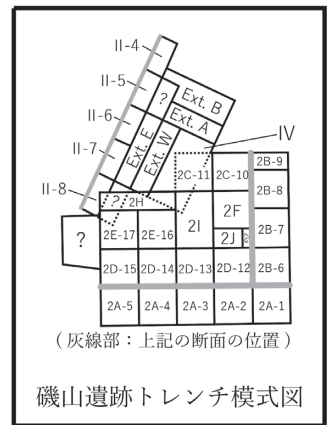 II-4
II-5
?
Ext. B
II-6
Ext. A
II-7
Ext. E
Ext. W
IV
II-8
2C-11
2C-10
2B-9
2B-8
?
2H
2F
?
2E-17
2E-16
2I
2J
2B-7
2D-15
2D-14
2D-13
2D-12
2B-6
2A-5
2A-4
2A-3
2A-2
2A-1
(灰線部:上記の断面の位置)
磯山遺跡トレンチ模式図